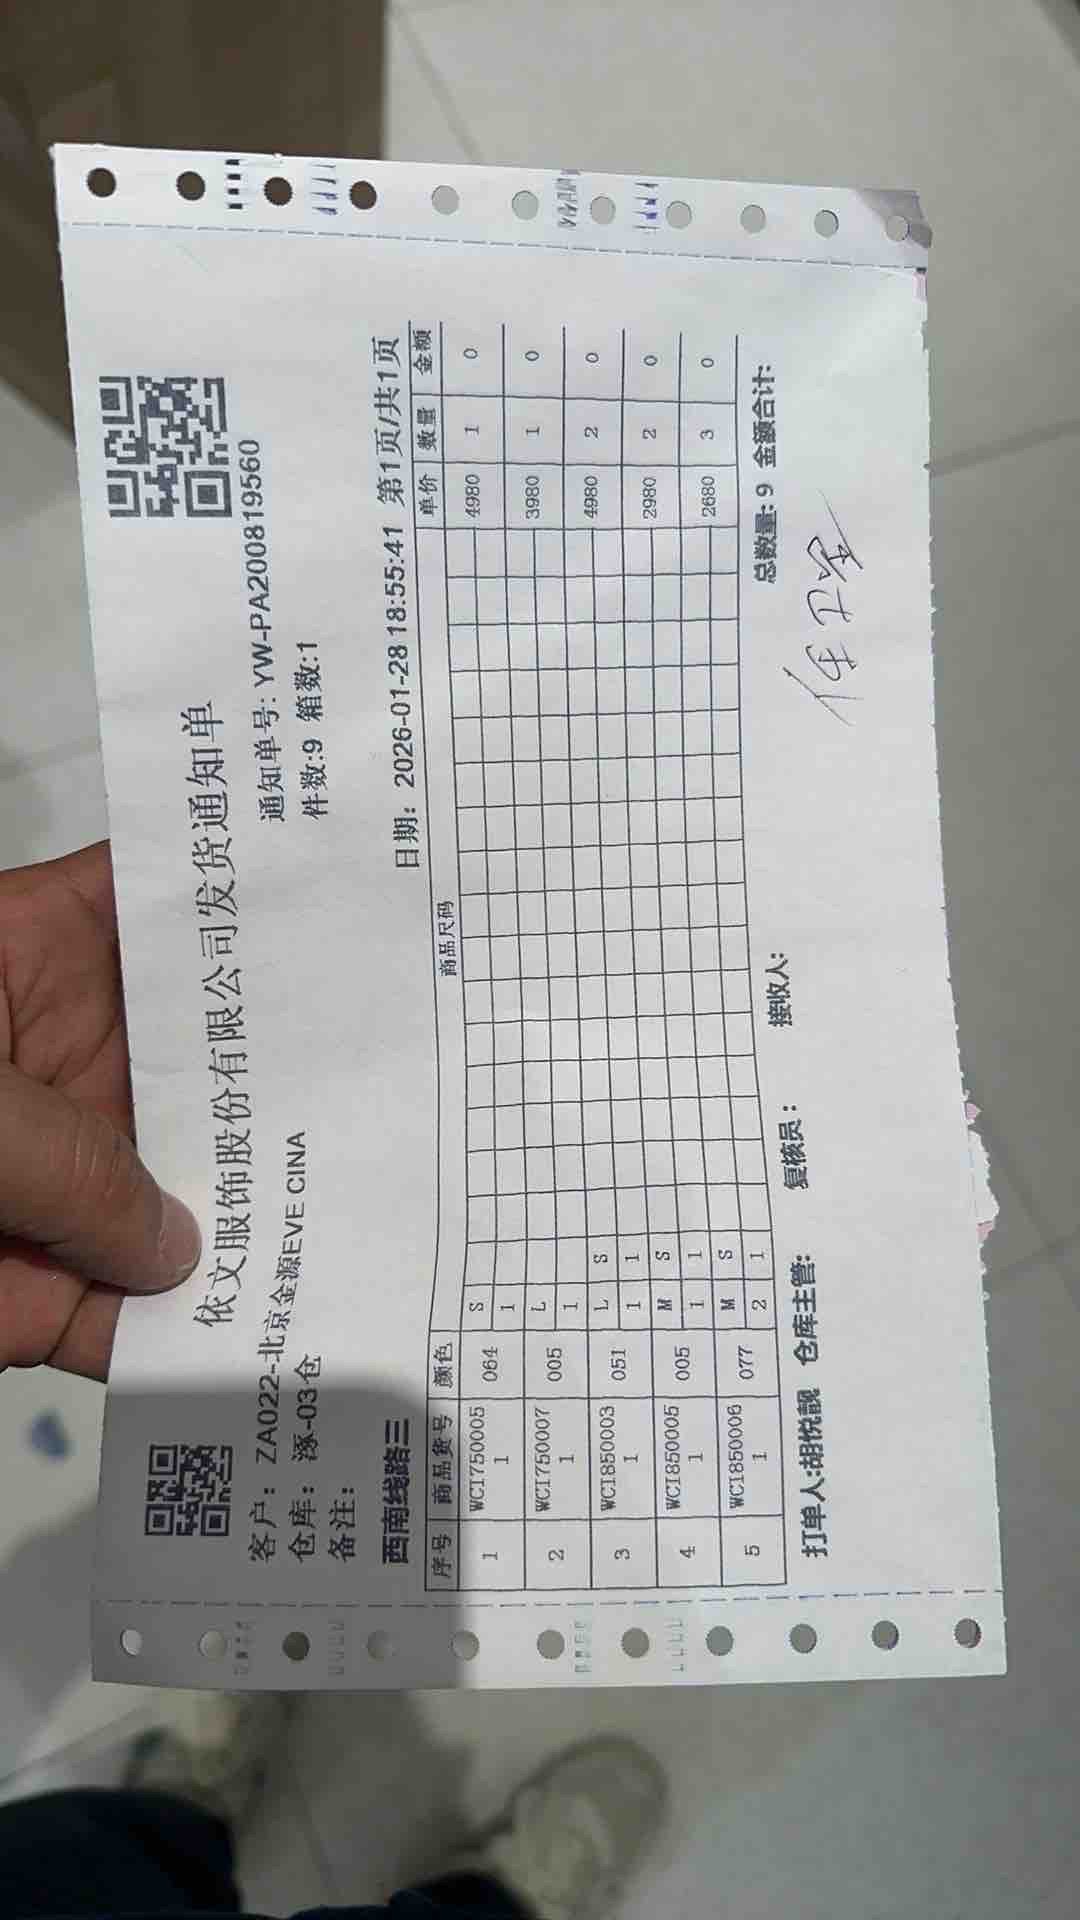 依文服饰股份有限公司发货通知单
客户：ZA022-北京金源EVE CINA
通知单号：YW-PA200819560
仓库：涿-03仓
件数:9 箱数:1
备注：
西南线路三
日期：2026-01-28 18:55:41 第1页/共1页
序号 商品货号 颜色 商品尺码 单价 数量 金额
1 WCI7500051 064 S 4980 1 0
1
2 WCI7500071 005 L 3980 1 0
1
3 WCI8500031 051 L S 4980 2 0
1 1
4 WCI8500051 005 M S 2980 2 0
1 1
5 WCI8500061 077 M S 2680 3 0
2 1
打单人:胡悦靓 仓库主管: 复核员: 接收人: 总数量: 9 金额合计: